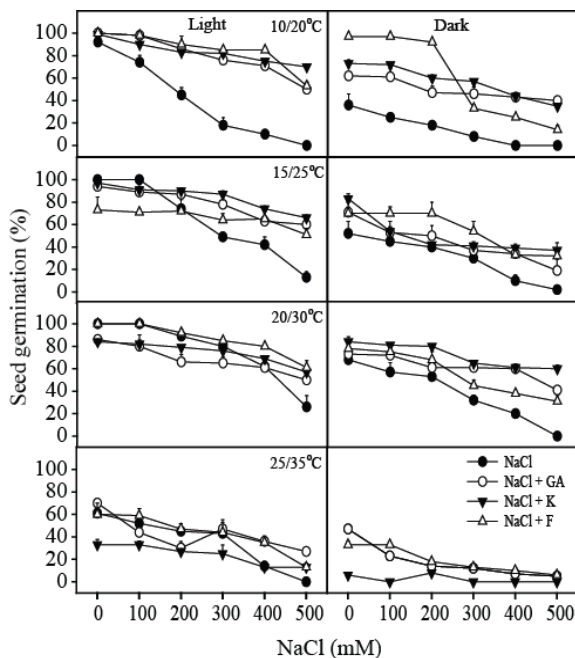 Light
Dark
10/20°C
100
80
60
40
20
0
15/25°C
100
80
60
40
20
0
20/30°C
100
80
60
40
20
0
25/35°C
100
80
60
40
20
0
Seed germination (%)
NaCl
NaCl + GA
NaCl + K
NaCl + F
0 100 200 300 400 500
0 100 200 300 400 500
NaCl (mM)